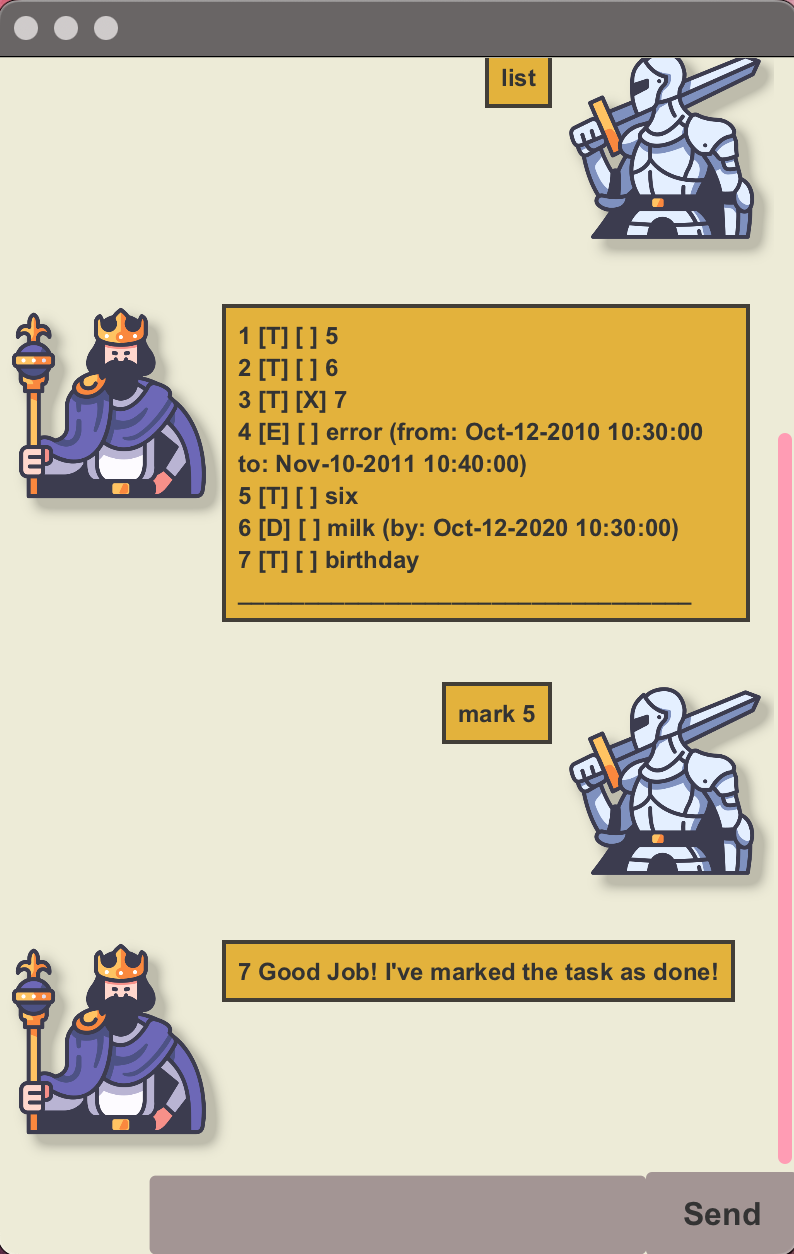 list
1 [T] [ ] 5
2 [T] [ ] 6
3 [T] [X] 7
4 [E] [ ] error (from: Oct-12-2010 10:30:00
to: Nov-10-2011 10:40:00)
5 [T] [ ] six
6 [D] [ ] milk (by: Oct-12-2020 10:30:00)
7 [T] [ ] birthday
__________________________________
mark 5
7 Good Job! I've marked the task as done!
Send